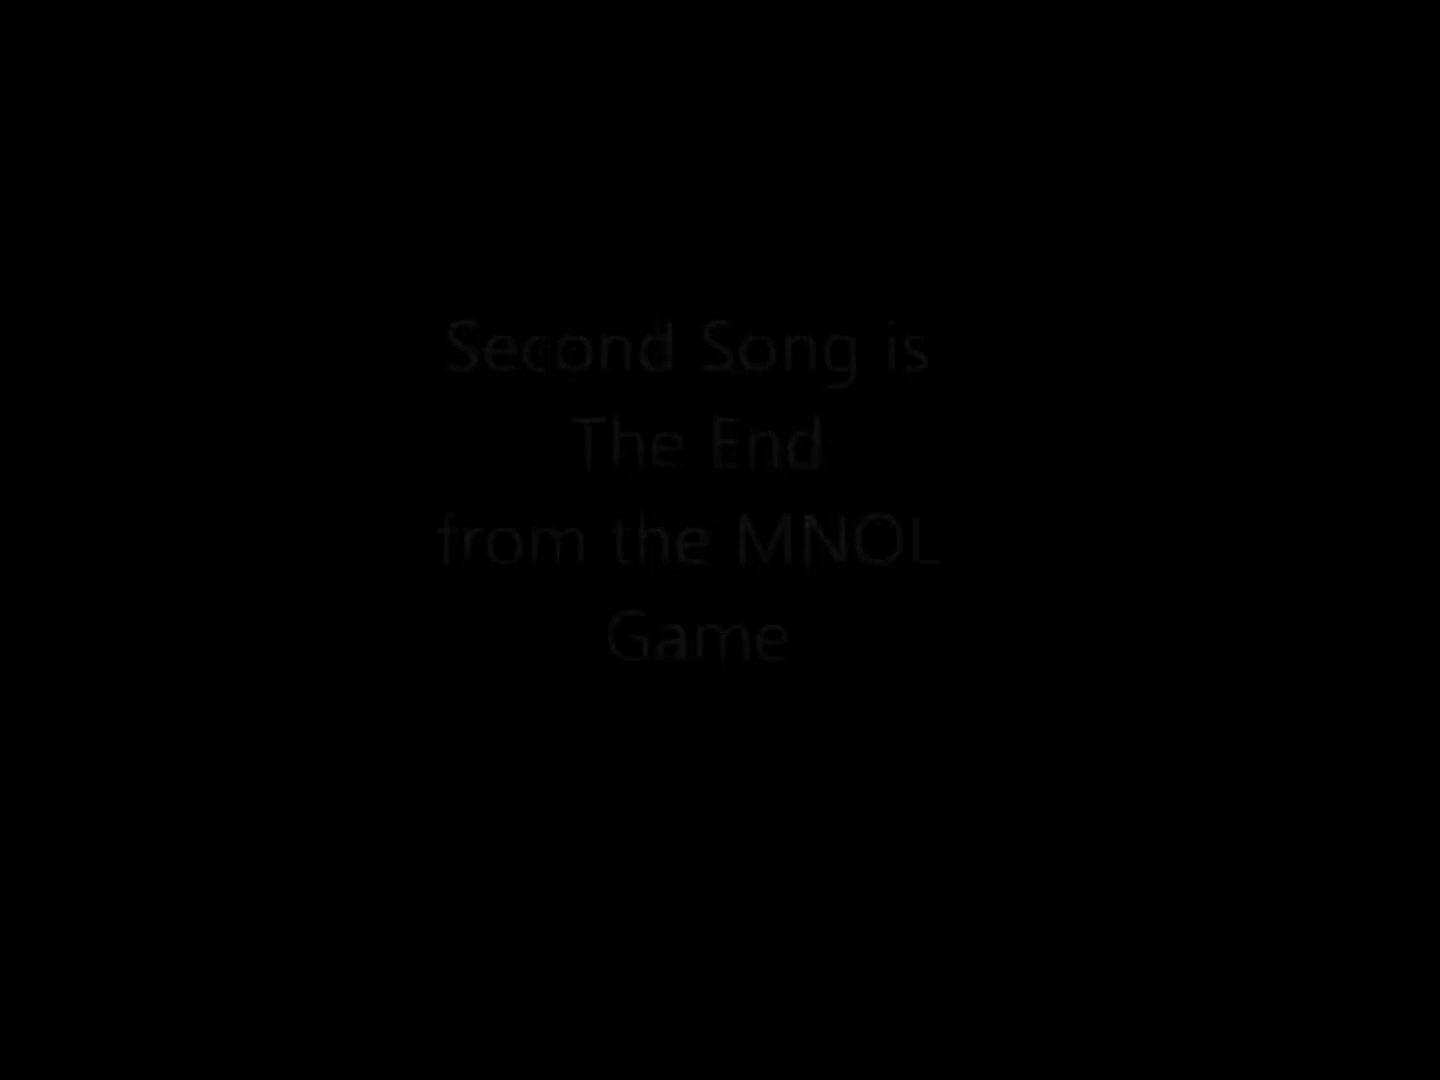 Second Song is
The End
from the MNOL
Game